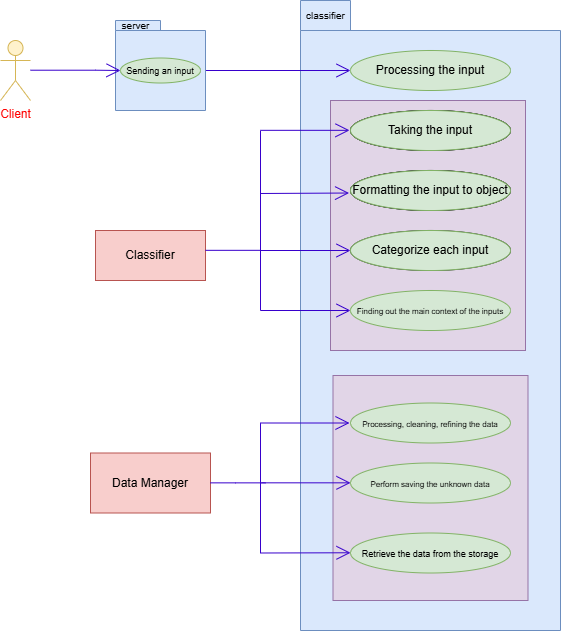 classifier
server
Sending an input
Processing the input
Client
Taking the input
Formatting the input to object
Classifier
Categorize each input
Finding out the main context of the inputs
Processing, cleaning, refining the data
Data Manager
Perform saving the unknown data
Retrieve the data from the storage